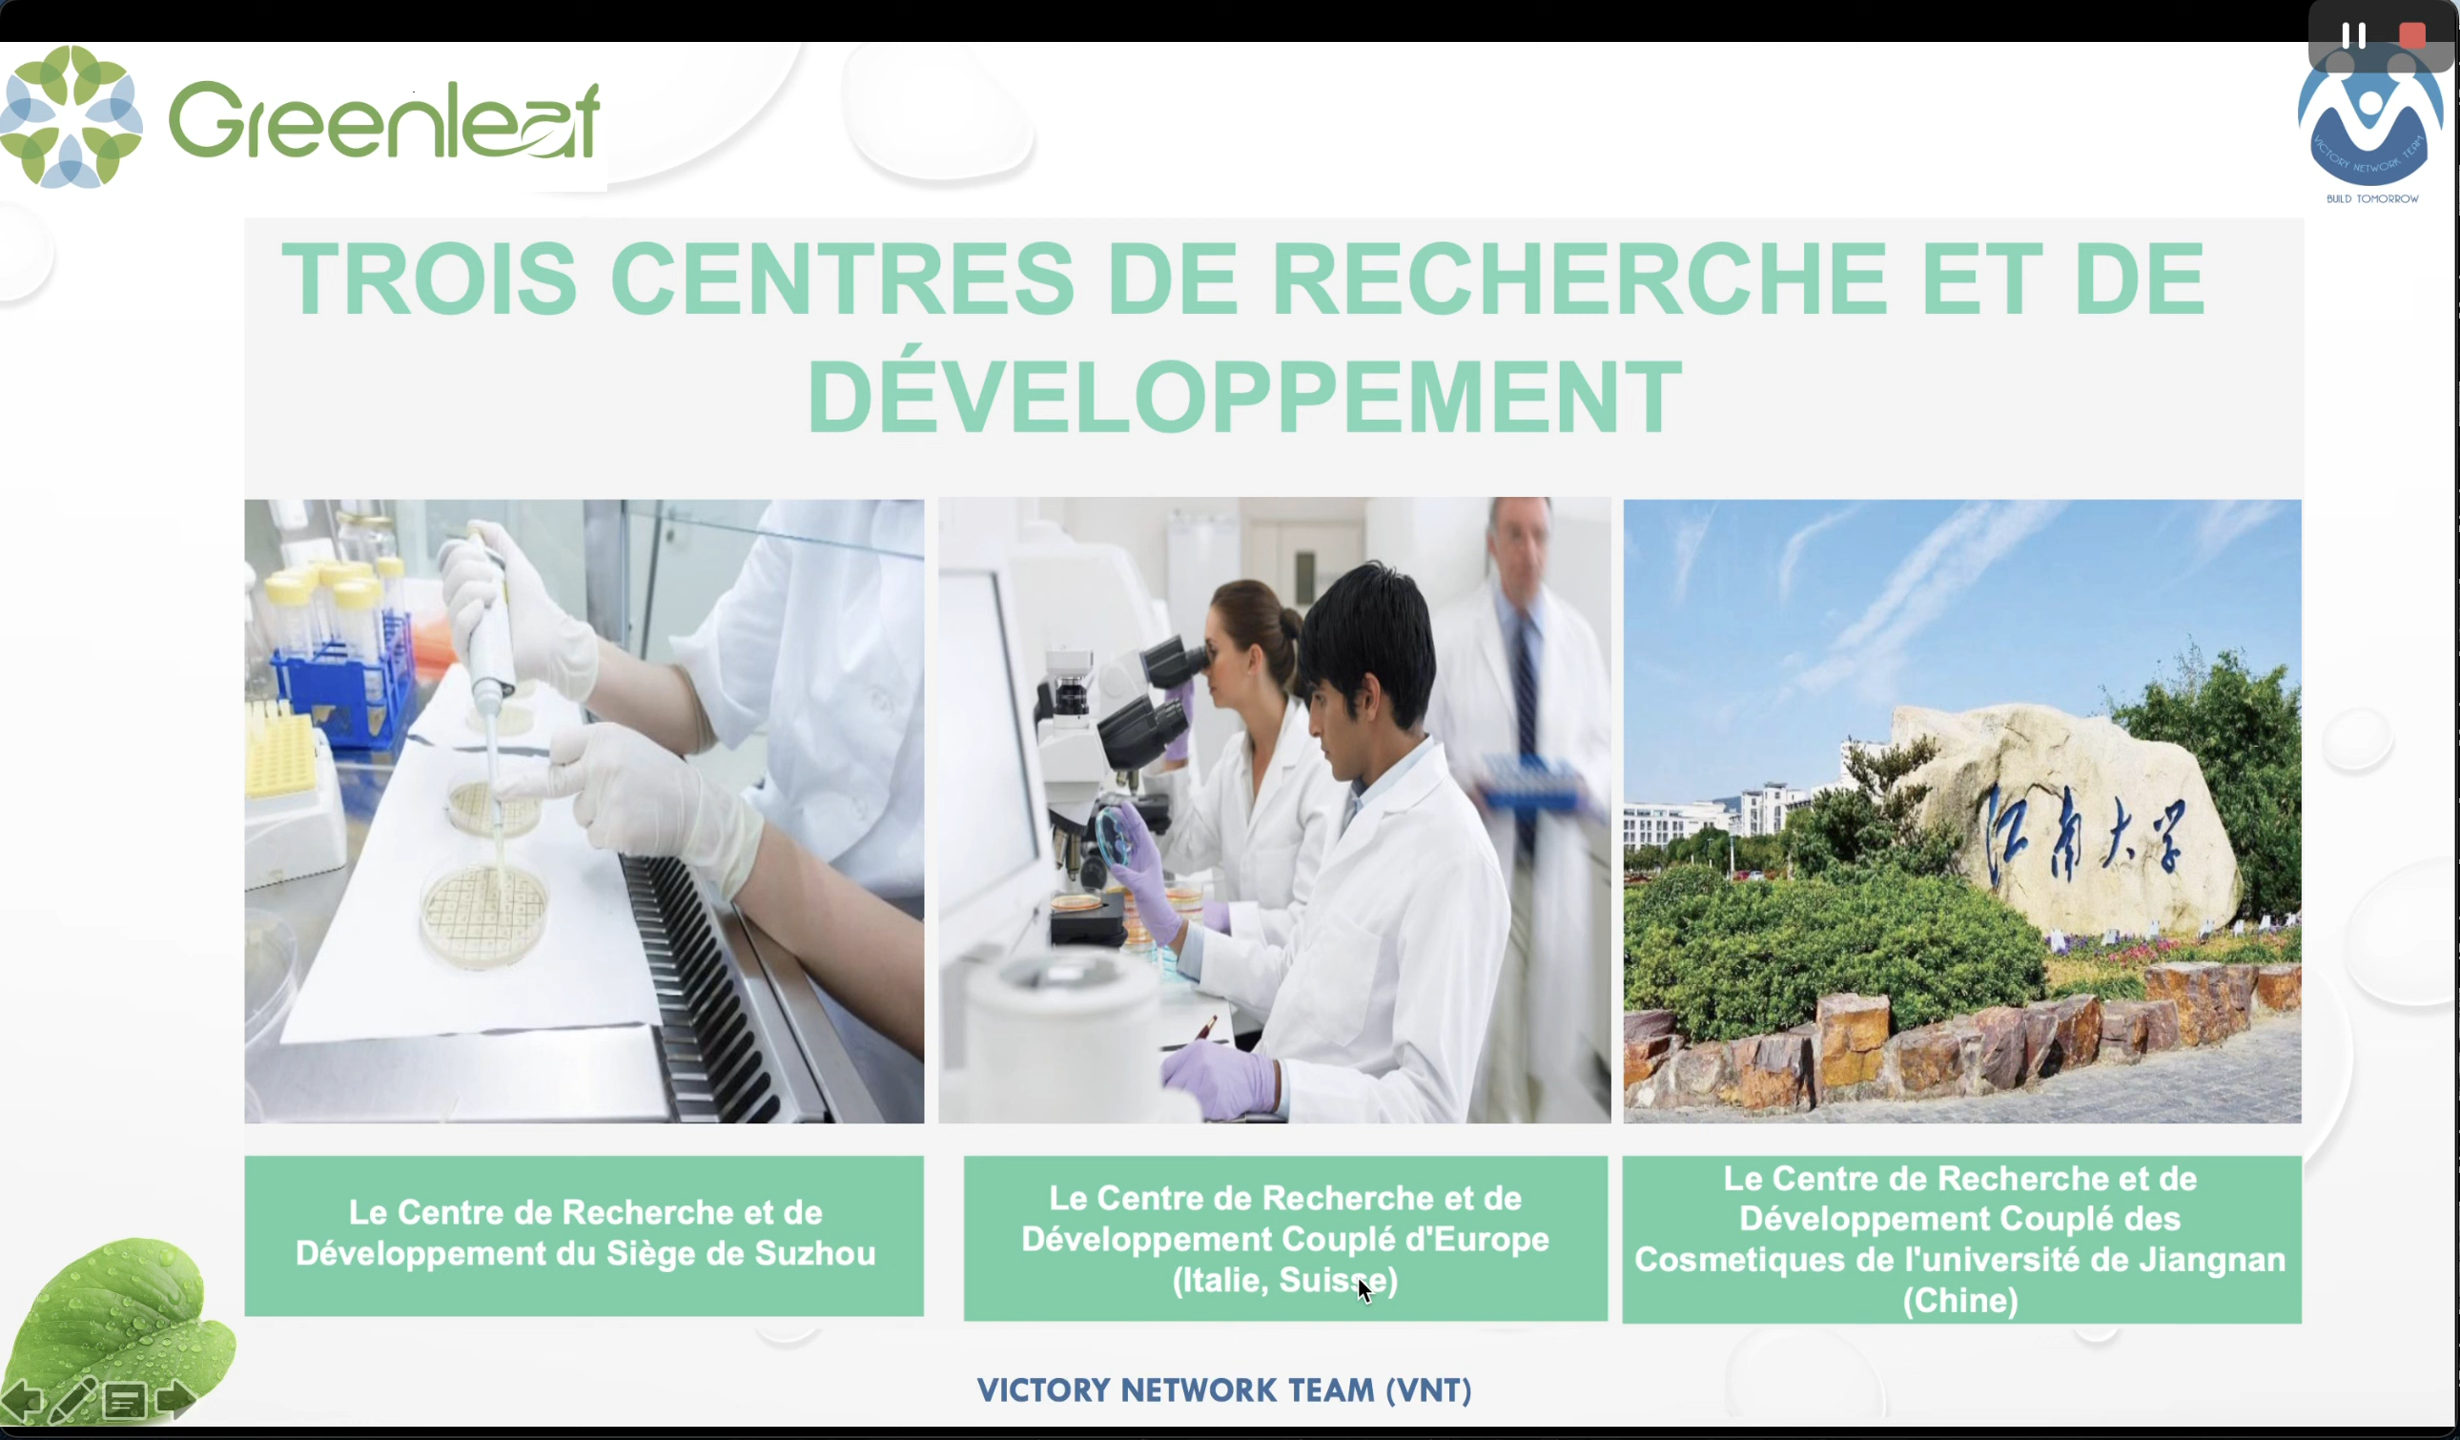 Greenleaf
VICTORY NETWORK TEAM
BUILD TOMORROW
TROIS CENTRES DE RECHERCHE ET DE
DÉVELOPPEMENT
江南大学
Le Centre de Recherche et de
Développement du Siège de Suzhou
Le Centre de Recherche et de
Développement Couplé d'Europe
(Italie, Suisse)
Le Centre de Recherche et de
Développement Couplé des
Cosmetiques de l'université de Jiangnan
(Chine)
VICTORY NETWORK TEAM (VNT)